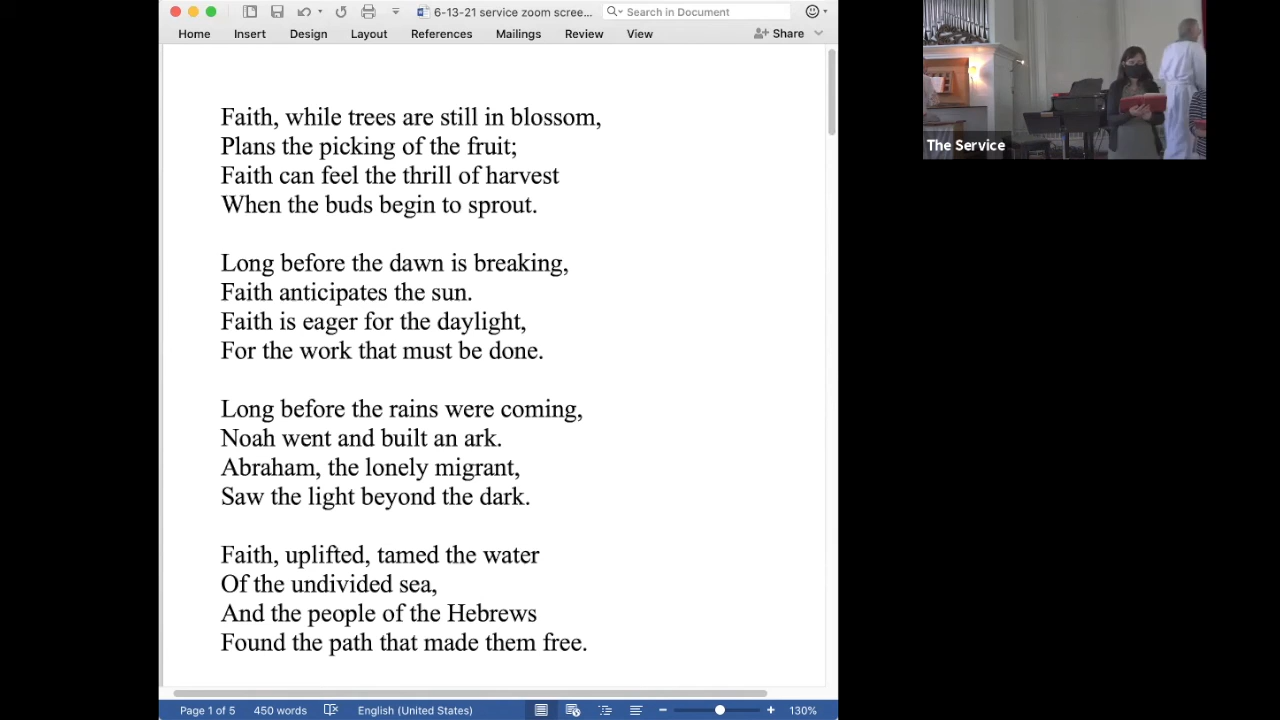 6-13-21 service zoom scree...
Search in Document
Home Insert Design Layout References Mailings Review View Share
Faith, while trees are still in blossom,
Plans the picking of the fruit;
Faith can feel the thrill of harvest
When the buds begin to sprout.
Long before the dawn is breaking,
Faith anticipates the sun.
Faith is eager for the daylight,
For the work that must be done.
Long before the rains were coming,
Noah went and built an ark.
Abraham, the lonely migrant,
Saw the light beyond the dark.
Faith, uplifted, tamed the water
Of the undivided sea,
And the people of the Hebrews
Found the path that made them free.
Page 1 of 5 450 words English (United States) 130%
The Service